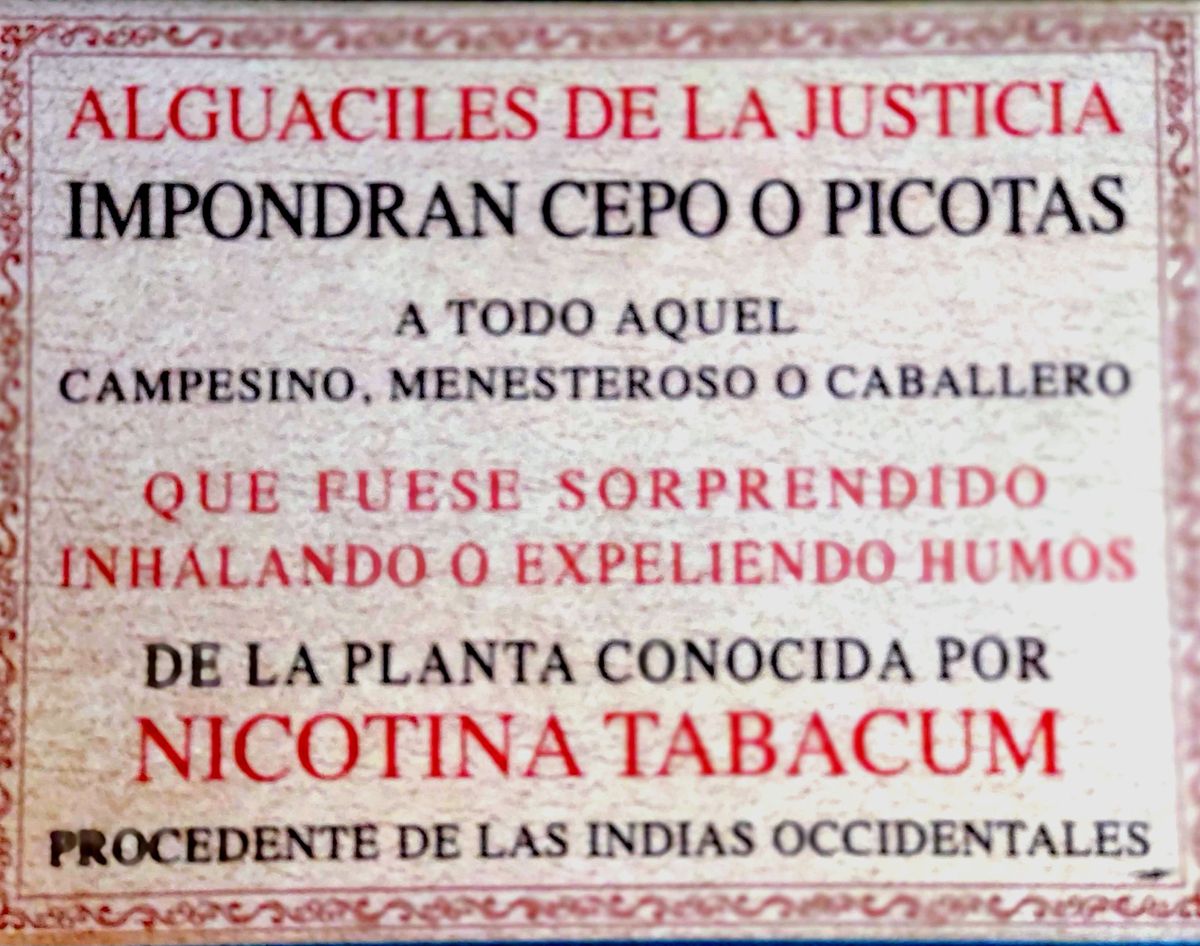 ALGUACILES DE LA JUSTICIA
IMPONDRAN CEPO O PICOTAS
A TODO AQUEL
CAMPESINO, MENESTEROSO O CABALLERO
QUE FUESE SORPRENDIDO
INHALANDO O EXPELIENDO HUMOS
DE LA PLANTA CONOCIDA POR
NICOTINA TABACUM
PROCEDENTE DE LAS INDIAS OCCIDENTALES